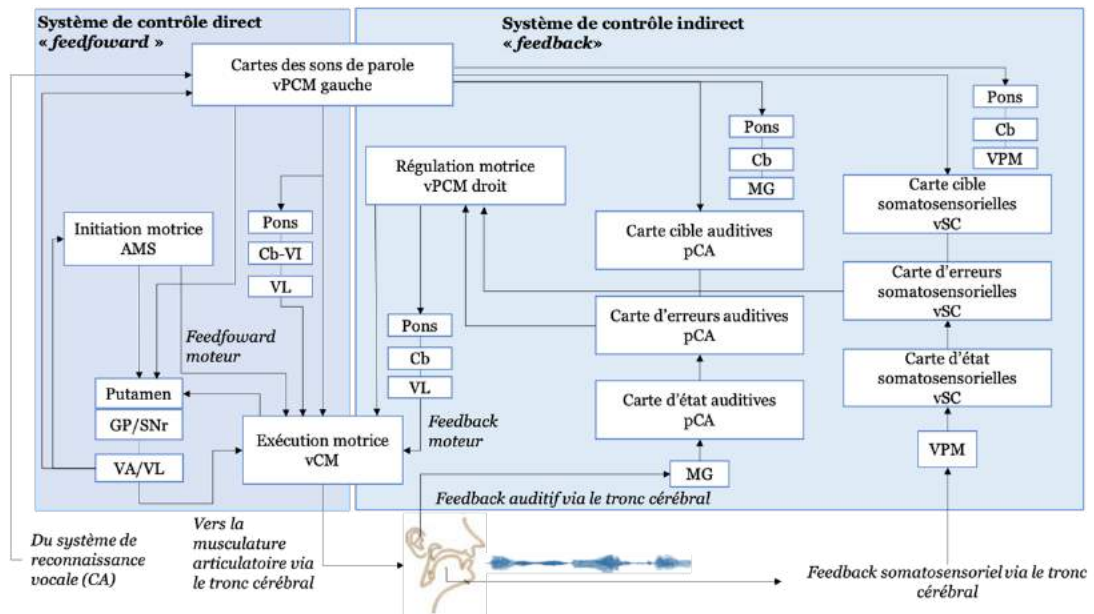 Système de contrôle direct
« feedfoward »
Système de contrôle indirect
« feedback»
Cartes des sons de parole
vPCM gauche
Pons
Cb
VPM
Pons
Cb
MG
Régulation motrice
vPCM droit
Carte cible
somatosensorielles
vSC
Initiation motrice
AMS
Pons
Cb-VI
VL
Carte cible auditives
pCA
Carte d'erreurs
somatosensorielles
vSC
Feedfoward
moteur
Pons
Cb
VL
Carte d'erreurs auditives
pCA
Carte d'état
somatosensorielles
vSC
Putamen
GP/SNr
VA/VL
Carte d'état auditives
pCA
Exécution motrice
vCM
Feedback
moteur
VPM
MG
Feedback auditif via le tronc cérébral
Du système de
reconnaissance
vocale (CA)
Vers la
musculature
articulatoire via
le tronc cérébral
Feedback somatosensoriel via le tronc
cérébral